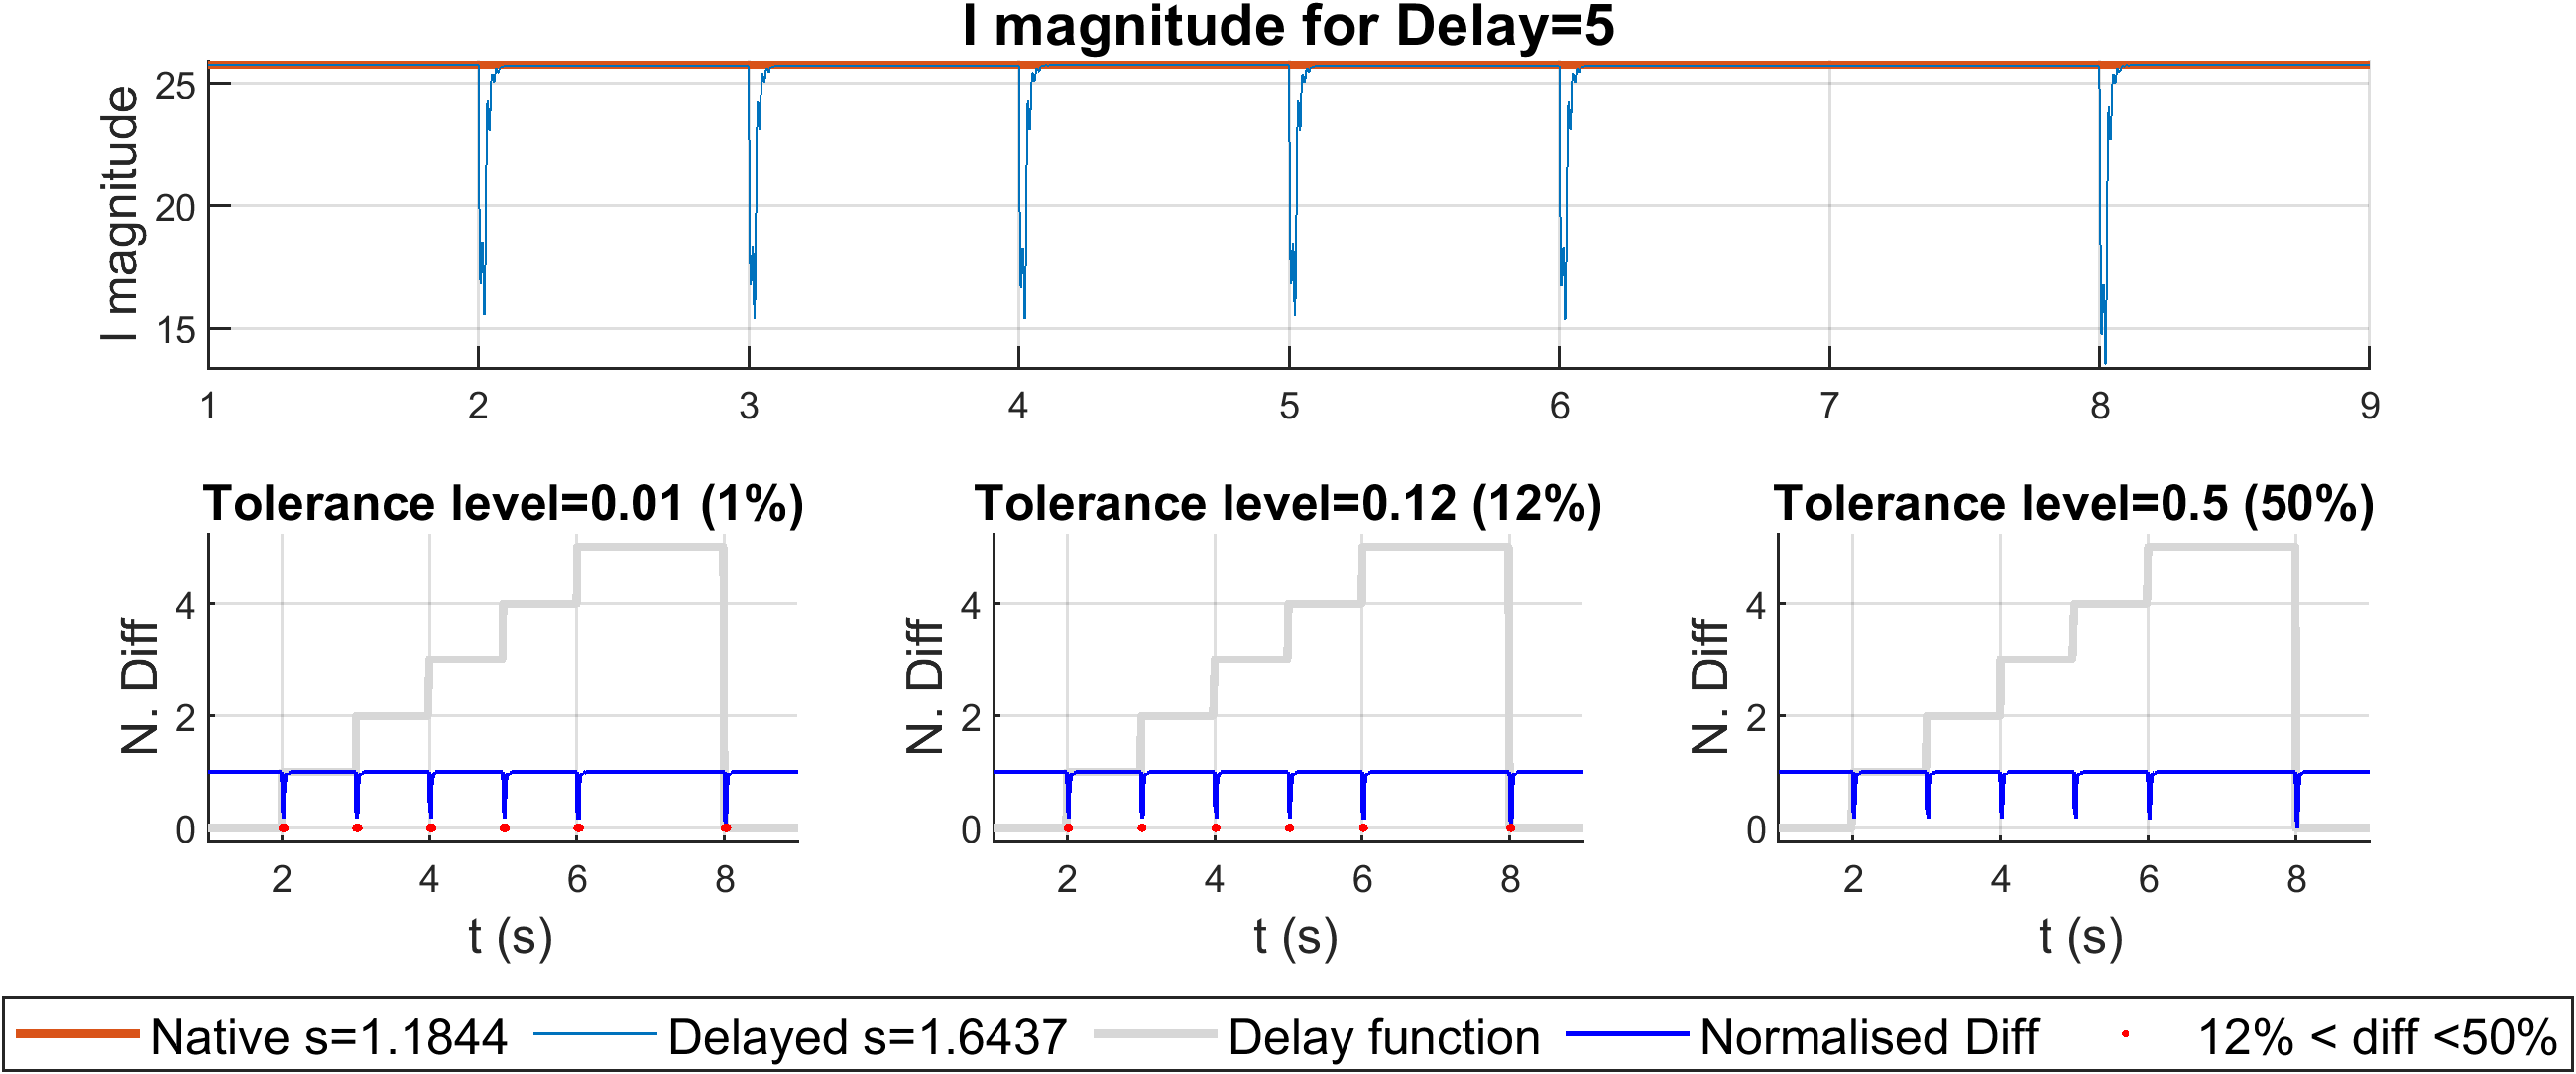 I magnitude for Delay=5
I magnitude
25
20
15
1 2 3 4 5 6 7 8 9
Tolerance level=0.01 (1%)
N. Diff
4
2
0
2 4 6 8
t (s)
Tolerance level=0.12 (12%)
N. Diff
4
2
0
2 4 6 8
t (s)
Tolerance level=0.5 (50%)
N. Diff
4
2
0
2 4 6 8
t (s)
Native s=1.1844 Delayed s=1.6437 Delay function Normalised Diff 12% < diff <50%